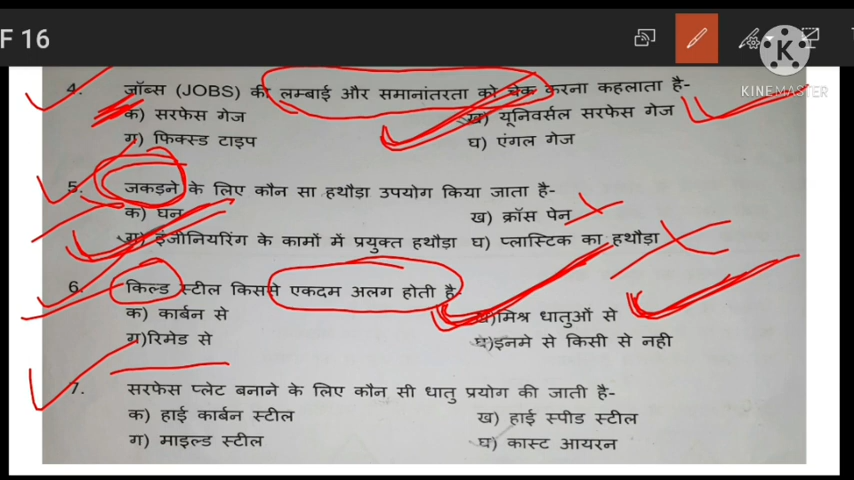 F 16
K
KINEMASTER
4. जॉब्स (JOBS) की लम्बाई और समानांतरता को चेक करना कहलाता है-
क) सरफेस गेज ख) यूनिवर्सल सरफेस गेज
ग) फिक्स्ड टाइप घ) एंगल गेज
5. जकड़ने के लिए कौन सा हथौड़ा उपयोग किया जाता है-
क) घन ख) क्रॉस पेन
ग) इंजीनियरिंग के कामों में प्रयुक्त हथौड़ा घ) प्लास्टिक का हथौड़ा
6. किल्ड स्टील किससे एकदम अलग होती है-
क) कार्बन से ख)मिश्र धातुओं से
ग)रिमेड से घ)इनमे से किसी से नही
7. सरफेस प्लेट बनाने के लिए कौन सी धातु प्रयोग की जाती है-
क) हाई कार्बन स्टील ख) हाई स्पीड स्टील
ग) माइल्ड स्टील घ) कास्ट आयरन